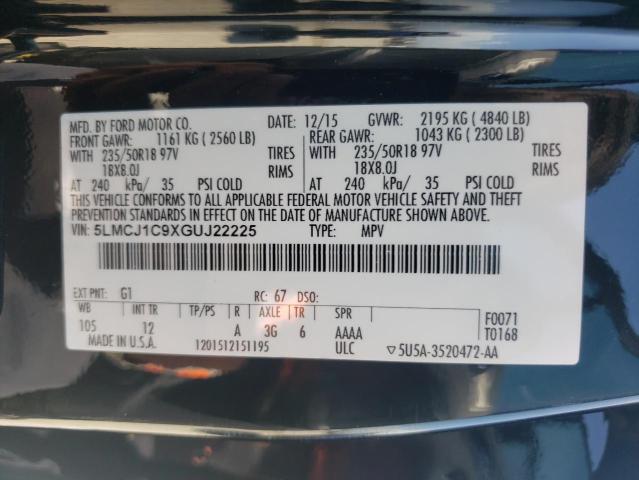 MFD. BY FORD MOTOR CO. 12/15 GVWR: 2195 KG ( 4840 LB)
FRONT GAWR: 1161 KG ( 2560 LB) REAR GAWR: 1043 KG ( 2300 LB)
WITH 235/50R18 97V TIRES WITH 235/50R18 97V TIRES
18X8.0J RIMS 18X8.0J RIMS
AT 240 kPa/ 35 PSI COLD AT 240 kPa/ 35 PSI COLD
THIS VEHICLE CONFORMS TO ALL APPLICABLE FEDERAL MOTOR VEHICLE SAFETY AND THEFT
PREVENTION STANDARDS IN EFFECT ON THE DATE OF MANUFACTURE SHOWN ABOVE.
VIN: 5LMCJ1C9XGUJ22225 TYPE: MPV
EXT PNT: G1 RC: 67 DSO:
WB INT TR TP/PS R AXLE TR SPR F0071
105 12 A 3G 6 AAAA T0168
MADE IN U.S.A. 1201512151195 ULC ▽5U5A-3520472-AA